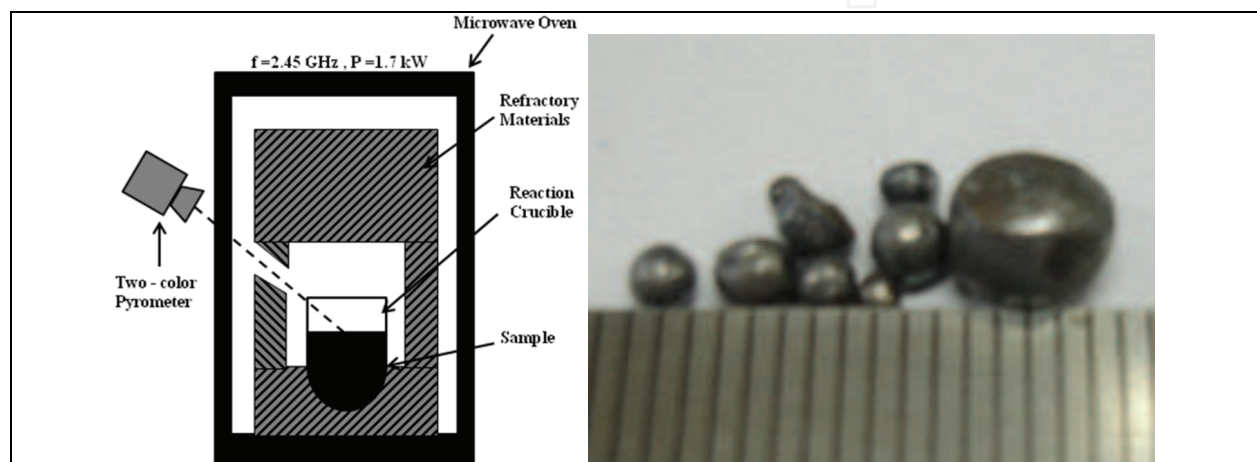 Microwave Oven
f =2.45 GHz , P =1.7 kW
Refractory
Materials
Reaction
Crucible
Two - color
Pyrometer
Sample